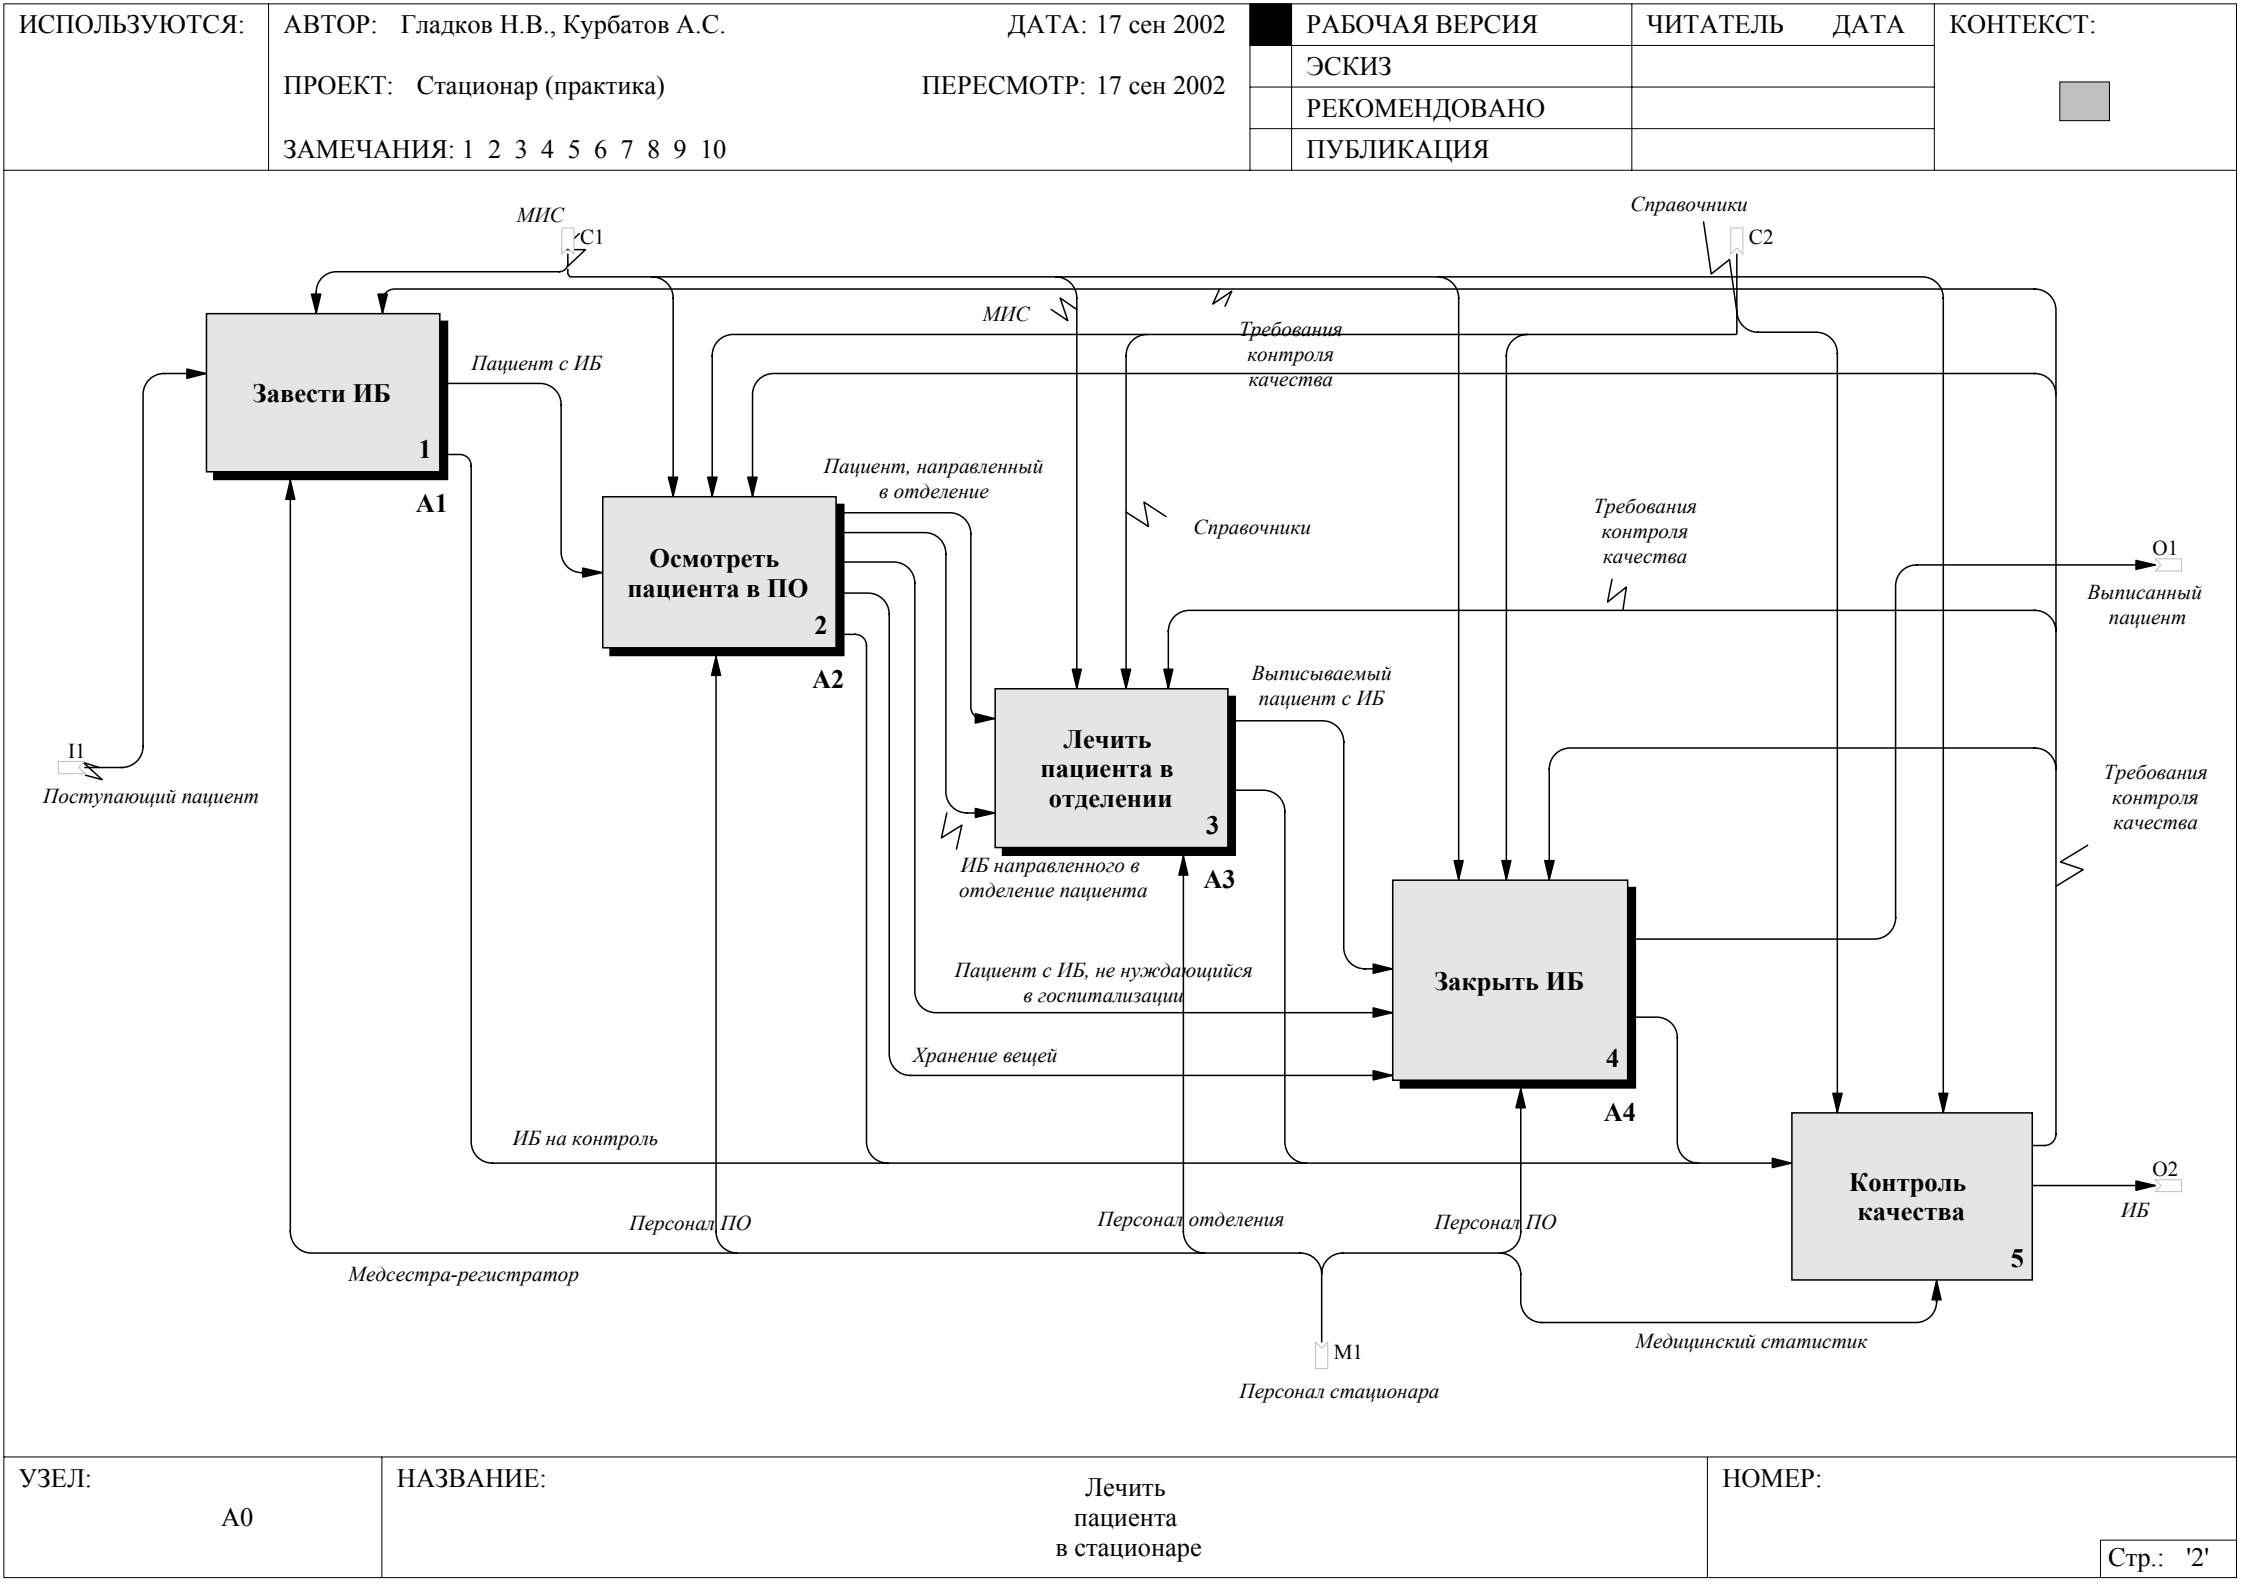 ИСПОЛЬЗУЮТСЯ:
АВТОР: Гладков Н.В., Курбатов А.С.
ДАТА: 17 сен 2002
ПРОЕКТ: Стационар (практика)
ПЕРЕСМОТР: 17 сен 2002
ЗАМЕЧАНИЯ: 1 2 3 4 5 6 7 8 9 10
РАБОЧАЯ ВЕРСИЯ
ЭСКИЗ
РЕКОМЕНДОВАНО
ПУБЛИКАЦИЯ
ЧИТАТЕЛЬ ДАТА
КОНТЕКСТ:
МИС
C1
Справочники
C2
МИС
Требования
контроля
качества
Завести ИБ
1
A1
Пациент с ИБ
Пациент, направленный
в отделение
Справочники
Требования
контроля
качества
O1
Выписанный
пациент
Осмотреть
пациента в ПО
2
A2
Выписываемый
пациент с ИБ
I1
Поступающий пациент
Лечить
пациента в
отделении
3
A3
Требования
контроля
качества
ИБ направленного в
отделение пациента
Пациент с ИБ, не нуждающийся
в госпитализации
Закрыть ИБ
4
A4
Хранение вещей
ИБ на контроль
Контроль
качества
5
O2
ИБ
Персонал ПО
Персонал отделения
Персонал ПО
Медсестра-регистратор
Медицинский статистик
M1
Персонал стационара
УЗЕЛ:
A0
НАЗВАНИЕ:
Лечить
пациента
в стационаре
НОМЕР:
Стр.: '2'